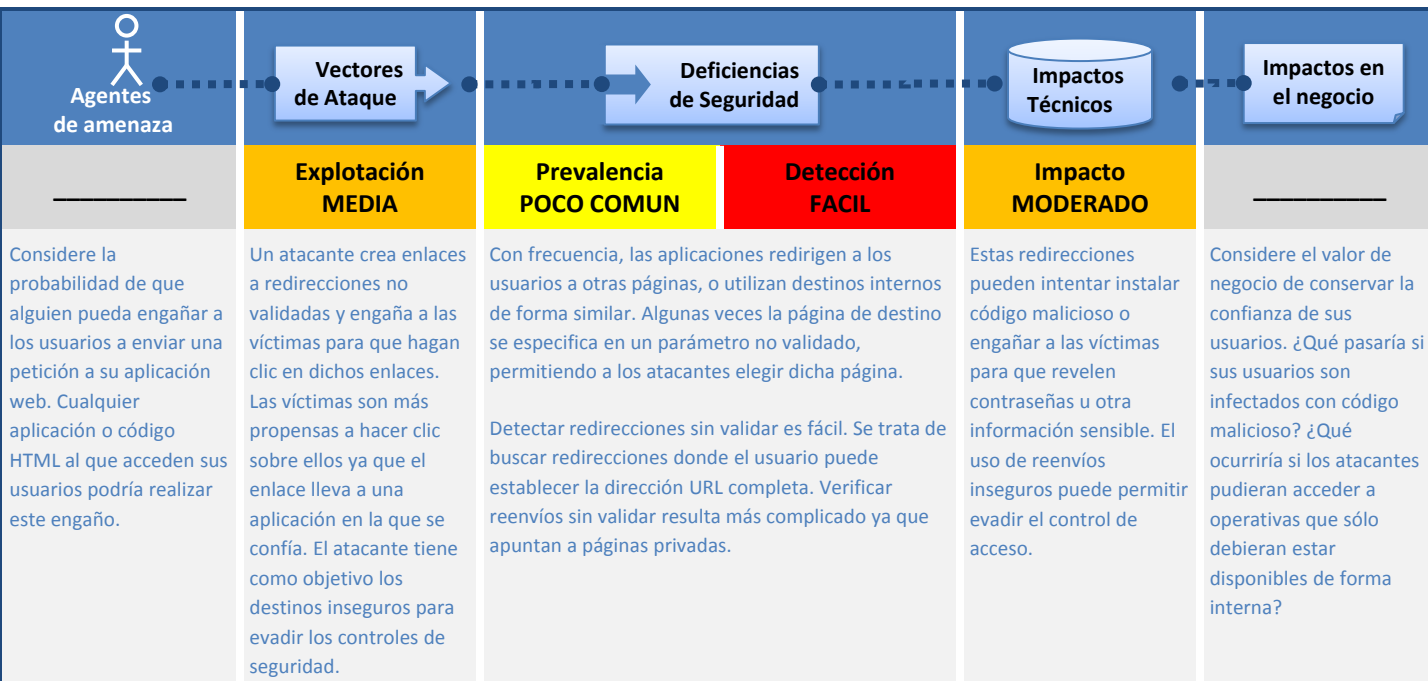 Agentes
de amenaza
Vectores
de Ataque
Deficiencias
de Seguridad
Impactos
Técnicos
Impactos en
el negocio
__________
Explotación
MEDIA
Prevalencia
POCO COMUN
Detección
FACIL
Impacto
MODERADO
__________
Considere la
probabilidad de que
alguien pueda engañar a
los usuarios a enviar una
petición a su aplicación
web. Cualquier
aplicación o código
HTML al que acceden sus
usuarios podría realizar
este engaño.
Un atacante crea enlaces
a redirecciones no
validadas y engaña a las
víctimas para que hagan
clic en dichos enlaces.
Las víctimas son más
propensas a hacer clic
sobre ellos ya que el
enlace lleva a una
aplicación en la que se
confía. El atacante tiene
como objetivo los
destinos inseguros para
evadir los controles de
seguridad.
Con frecuencia, las aplicaciones redirigen a los
usuarios a otras páginas, o utilizan destinos internos
de forma similar. Algunas veces la página de destino
se especifica en un parámetro no validado,
permitiendo a los atacantes elegir dicha página.
Detectar redirecciones sin validar es fácil. Se trata de
buscar redirecciones donde el usuario puede
establecer la dirección URL completa. Verificar
reenvíos sin validar resulta más complicado ya que
apuntan a páginas privadas.
Estas redirecciones
pueden intentar instalar
código malicioso o
engañar a las víctimas
para que revelen
contraseñas u otra
información sensible. El
uso de reenvíos
inseguros puede permitir
evadir el control de
acceso.
Considere el valor de
negocio de conservar la
confianza de sus
usuarios. ¿Qué pasaría si
sus usuarios son
infectados con código
malicioso? ¿Qué
ocurriría si los atacantes
pudieran acceder a
operativas que sólo
debieran estar
disponibles de forma
interna?